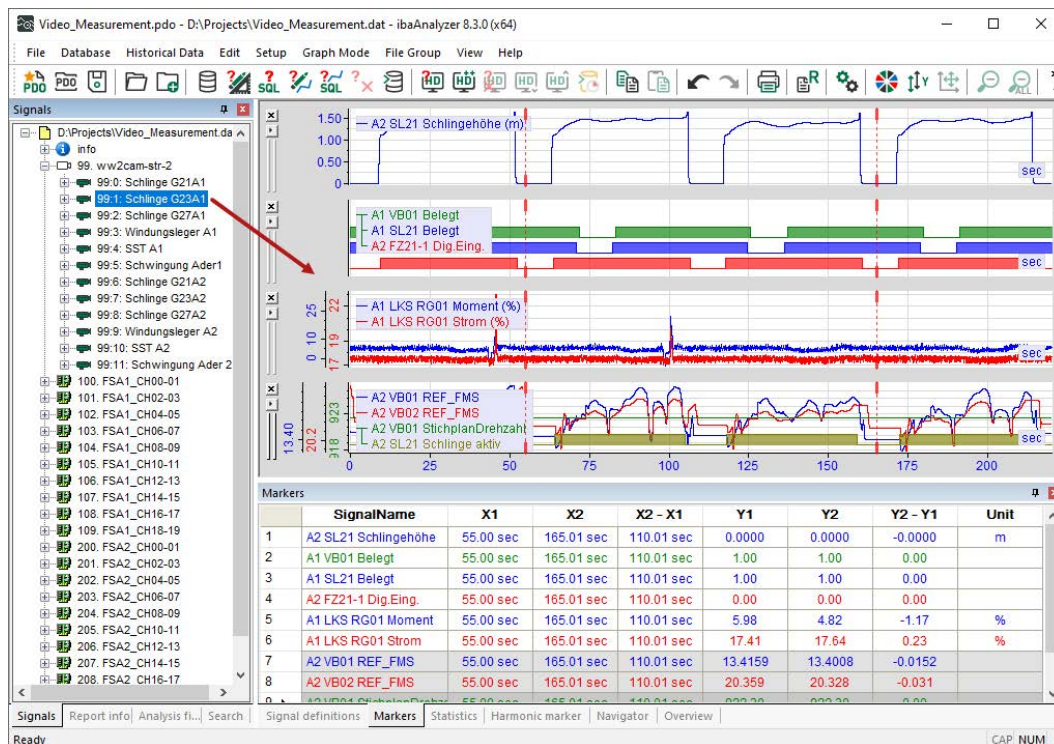 Video_Measurement.pdo - D:\Projects\Video_Measurement.dat - ibaAnalyzer 8.3.0 (x64)
File Database Historical Data Edit Setup Graph Mode File Group View Help
PDO PDO SQL SQL HD HD HD HD HD R Y ALL
Signals
D:\Projects\Video_Measurement.da
info
99. ww2cam-str-2
99:0: Schlinge G21A1
99:1: Schlinge G23A1
99:2: Schlinge G27A1
99:3: Windungsleger A1
99:4: SST A1
99:5: Schwingung Ader1
99:6: Schlinge G21A2
99:7: Schlinge G23A2
99:8: Schlinge G27A2
99:9: Windungsleger A2
99:10: SST A2
99:11: Schwingung Ader 2
100. FSA1_CH00-01
101. FSA1_CH02-03
102. FSA1_CH04-05
103. FSA1_CH06-07
104. FSA1_CH08-09
105. FSA1_CH10-11
106. FSA1_CH12-13
107. FSA1_CH14-15
108. FSA1_CH16-17
109. FSA1_CH18-19
200. FSA2_CH00-01
201. FSA2_CH02-03
202. FSA2_CH04-05
203. FSA2_CH06-07
204. FSA2_CH08-09
205. FSA2_CH10-11
206. FSA2_CH12-13
207. FSA2_CH14-15
208. FSA2_CH16-17
Signals Report info Analysis fi... Search
1.50
1.00
0.50
0
A2 SL21 Schlingehöhe (m)
sec
A1 VB01 Belegt
A1 SL21 Belegt
A2 FZ21-1 Dig.Eing.
sec
0 10 25
17 19 22
A1 LKS RG01 Moment (%)
A1 LKS RG01 Strom (%)
sec
13.40
20.2
918 923
A2 VB01 REF_FMS
A2 VB02 REF_FMS
A2 VB01 StichplanDrehzahl
A2 SL21 Schlinge aktiv
sec
0 25 50 75 100 125 150 175 200
Markers
SignalName X1 X2 X2 - X1 Y1 Y2 Y2 - Y1 Unit
1 A2 SL21 Schlingehöhe 55.00 sec 165.01 sec 110.01 sec 0.0000 0.0000 -0.0000 m
2 A1 VB01 Belegt 55.00 sec 165.01 sec 110.01 sec 1.00 1.00 0.00
3 A1 SL21 Belegt 55.00 sec 165.01 sec 110.01 sec 1.00 1.00 0.00
4 A2 FZ21-1 Dig.Eing. 55.00 sec 165.01 sec 110.01 sec 0.00 0.00 0.00
5 A1 LKS RG01 Moment 55.00 sec 165.01 sec 110.01 sec 5.98 4.82 -1.17 %
6 A1 LKS RG01 Strom 55.00 sec 165.01 sec 110.01 sec 17.41 17.64 0.23 %
7 A2 VB01 REF_FMS 55.00 sec 165.01 sec 110.01 sec 13.4159 13.4008 -0.0152
8 A2 VB02 REF_FMS 55.00 sec 165.01 sec 110.01 sec 20.359 20.328 -0.031
Signal definitions Markers Statistics Harmonic marker Navigator Overview
Ready
CAP NUM